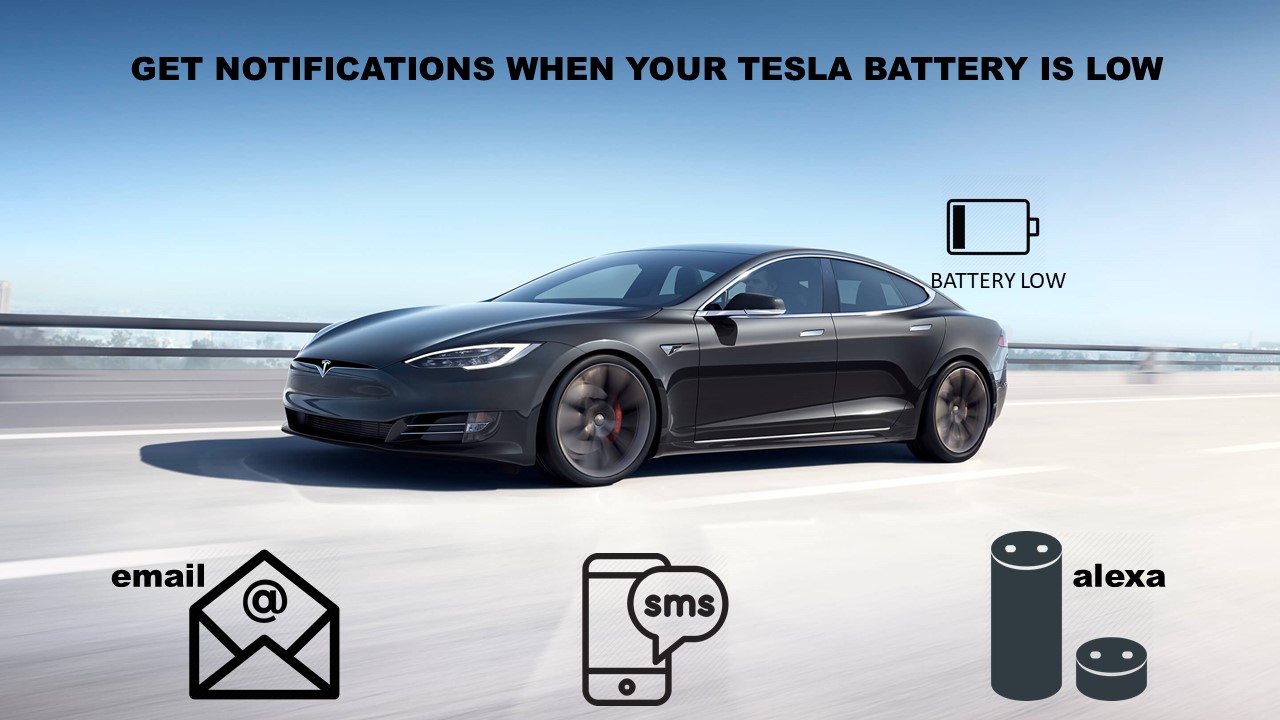 GET NOTIFICATIONS WHEN YOUR TESLA BATTERY IS LOW
BATTERY LOW
email
@
sms
alexa